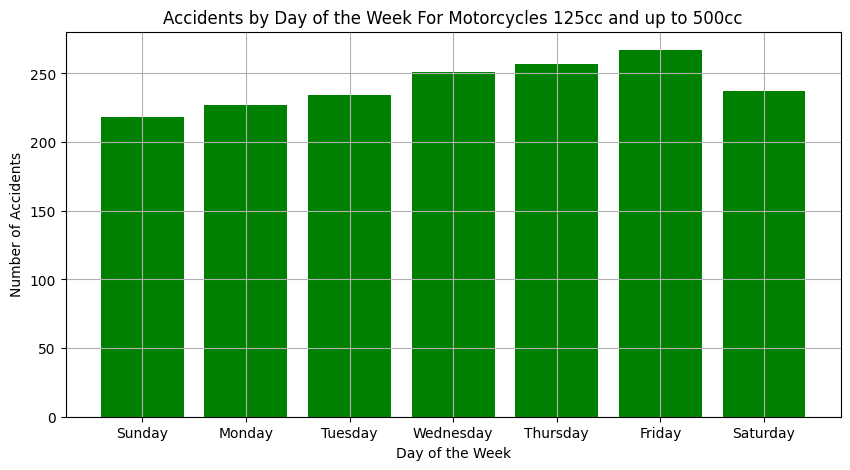 Accidents by Day of the Week For Motorcycles 125cc and up to 500cc
Number of Accidents
250
200
150
100
50
0
Sunday Monday Tuesday Wednesday Thursday Friday Saturday
Day of the Week